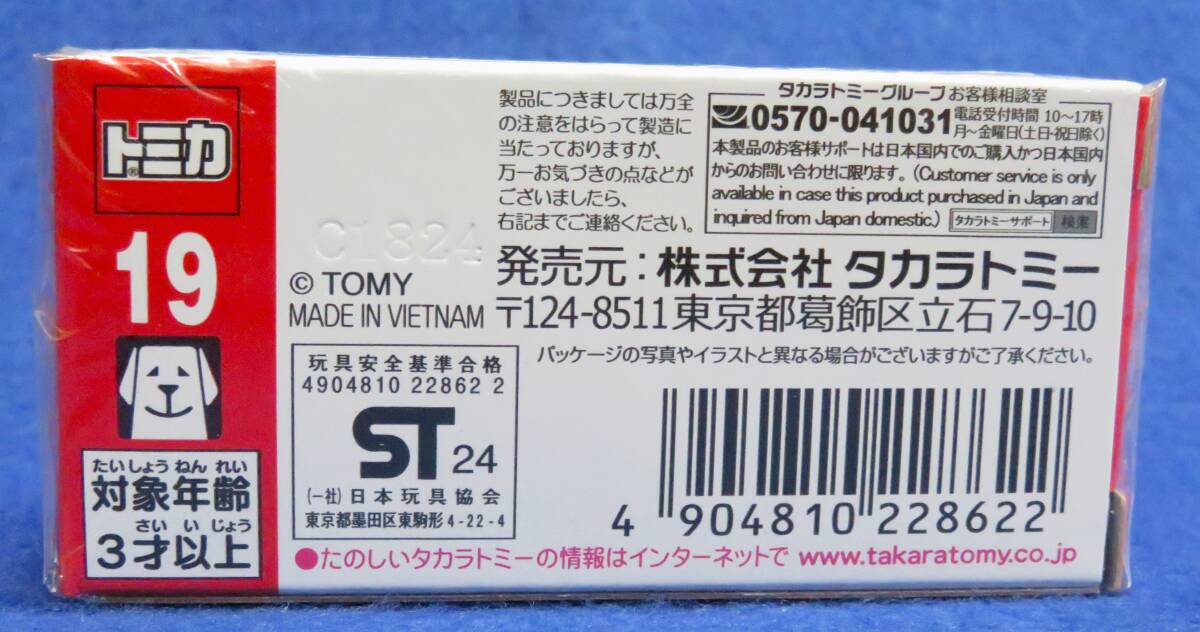 トミカ®
19
たいしょうねんれい
対象年齢
さいいじょう
3才以上
製品につきましては万全
の注意をはらって製造に
当たっておりますが、
万一お気づきの点などが
ございましたら、
右記までご連絡ください。
タカラトミーグループ お客様相談室
0570-041031 電話受付時間 10～17時
月～金曜日(土日・祝日除く)
本製品のお客様サポートは日本国内でのご購入かつ日本国内
からのお問い合わせに限ります。(Customer service is only
available in case this product purchased in Japan and
inquired from Japan domestic.) タカラトミーサポート 検索
C1824
© TOMY
MADE IN VIETNAM
発売元：株式会社 タカラトミー
〒124-8511 東京都葛飾区立石7-9-10
パッケージの写真やイラストと異なる場合がございますがご了承ください。
玩具安全基準合格
4904810 22862 2
ST 24
(一社)日本玩具協会
東京都墨田区東駒形4-22-4
4 904810 228622
●たのしいタカラトミーの情報はインターネットで www.takaratomy.co.jp